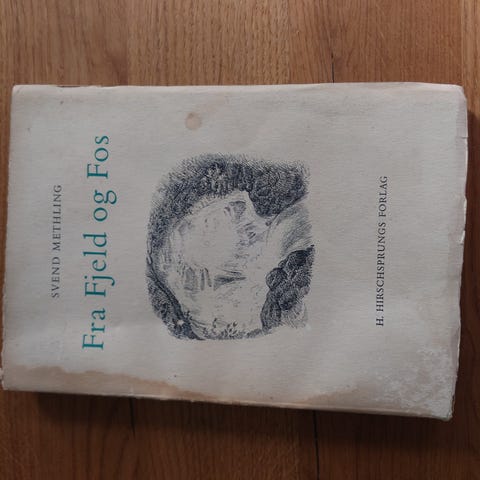 SVEND METHLING
Fra Fjeld og Fos
H. HIRSCHSPRUNGS FORLAG